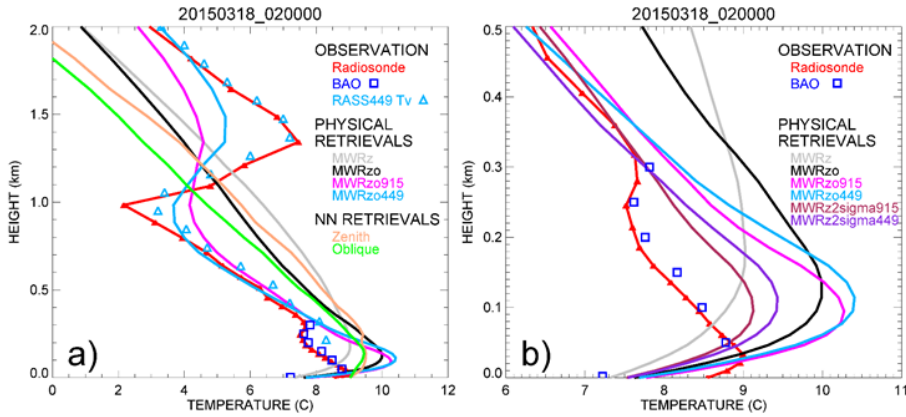 20150318_020000
2.0
1.5
1.0
0.5
0.0
HEIGHT (km)
OBSERVATION
Radiosonde
BAO
RASS449 Tv
PHYSICAL
RETRIEVALS
MWRz
MWRzo
MWRzo915
MWRzo449
NN RETRIEVALS
Zenith
Oblique
a)
0 2 4 6 8 10 12
TEMPERATURE (C)
20150318_020000
0.5
0.4
0.3
0.2
0.1
0.0
HEIGHT (km)
OBSERVATION
Radiosonde
BAO
PHYSICAL
RETRIEVALS
MWRz
MWRzo
MWRzo915
MWRzo449
MWRz2sigma915
MWRz2sigma449
b)
6 7 8 9 10 11
TEMPERATURE (C)